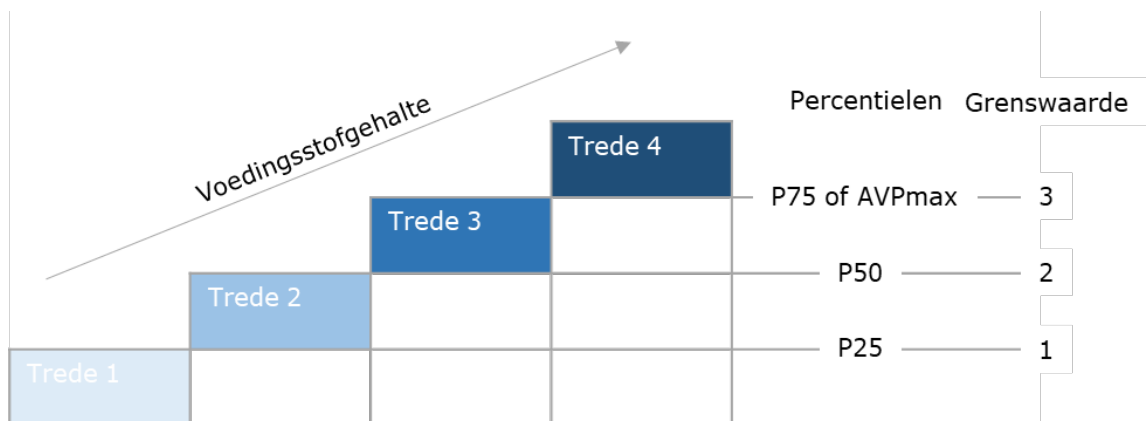 Voedingsstofgehalte
Percentielen Grenswaarde
Trede 4
P75 of AVPmax 3
Trede 3
P50 2
Trede 2
P25 1
Trede 1